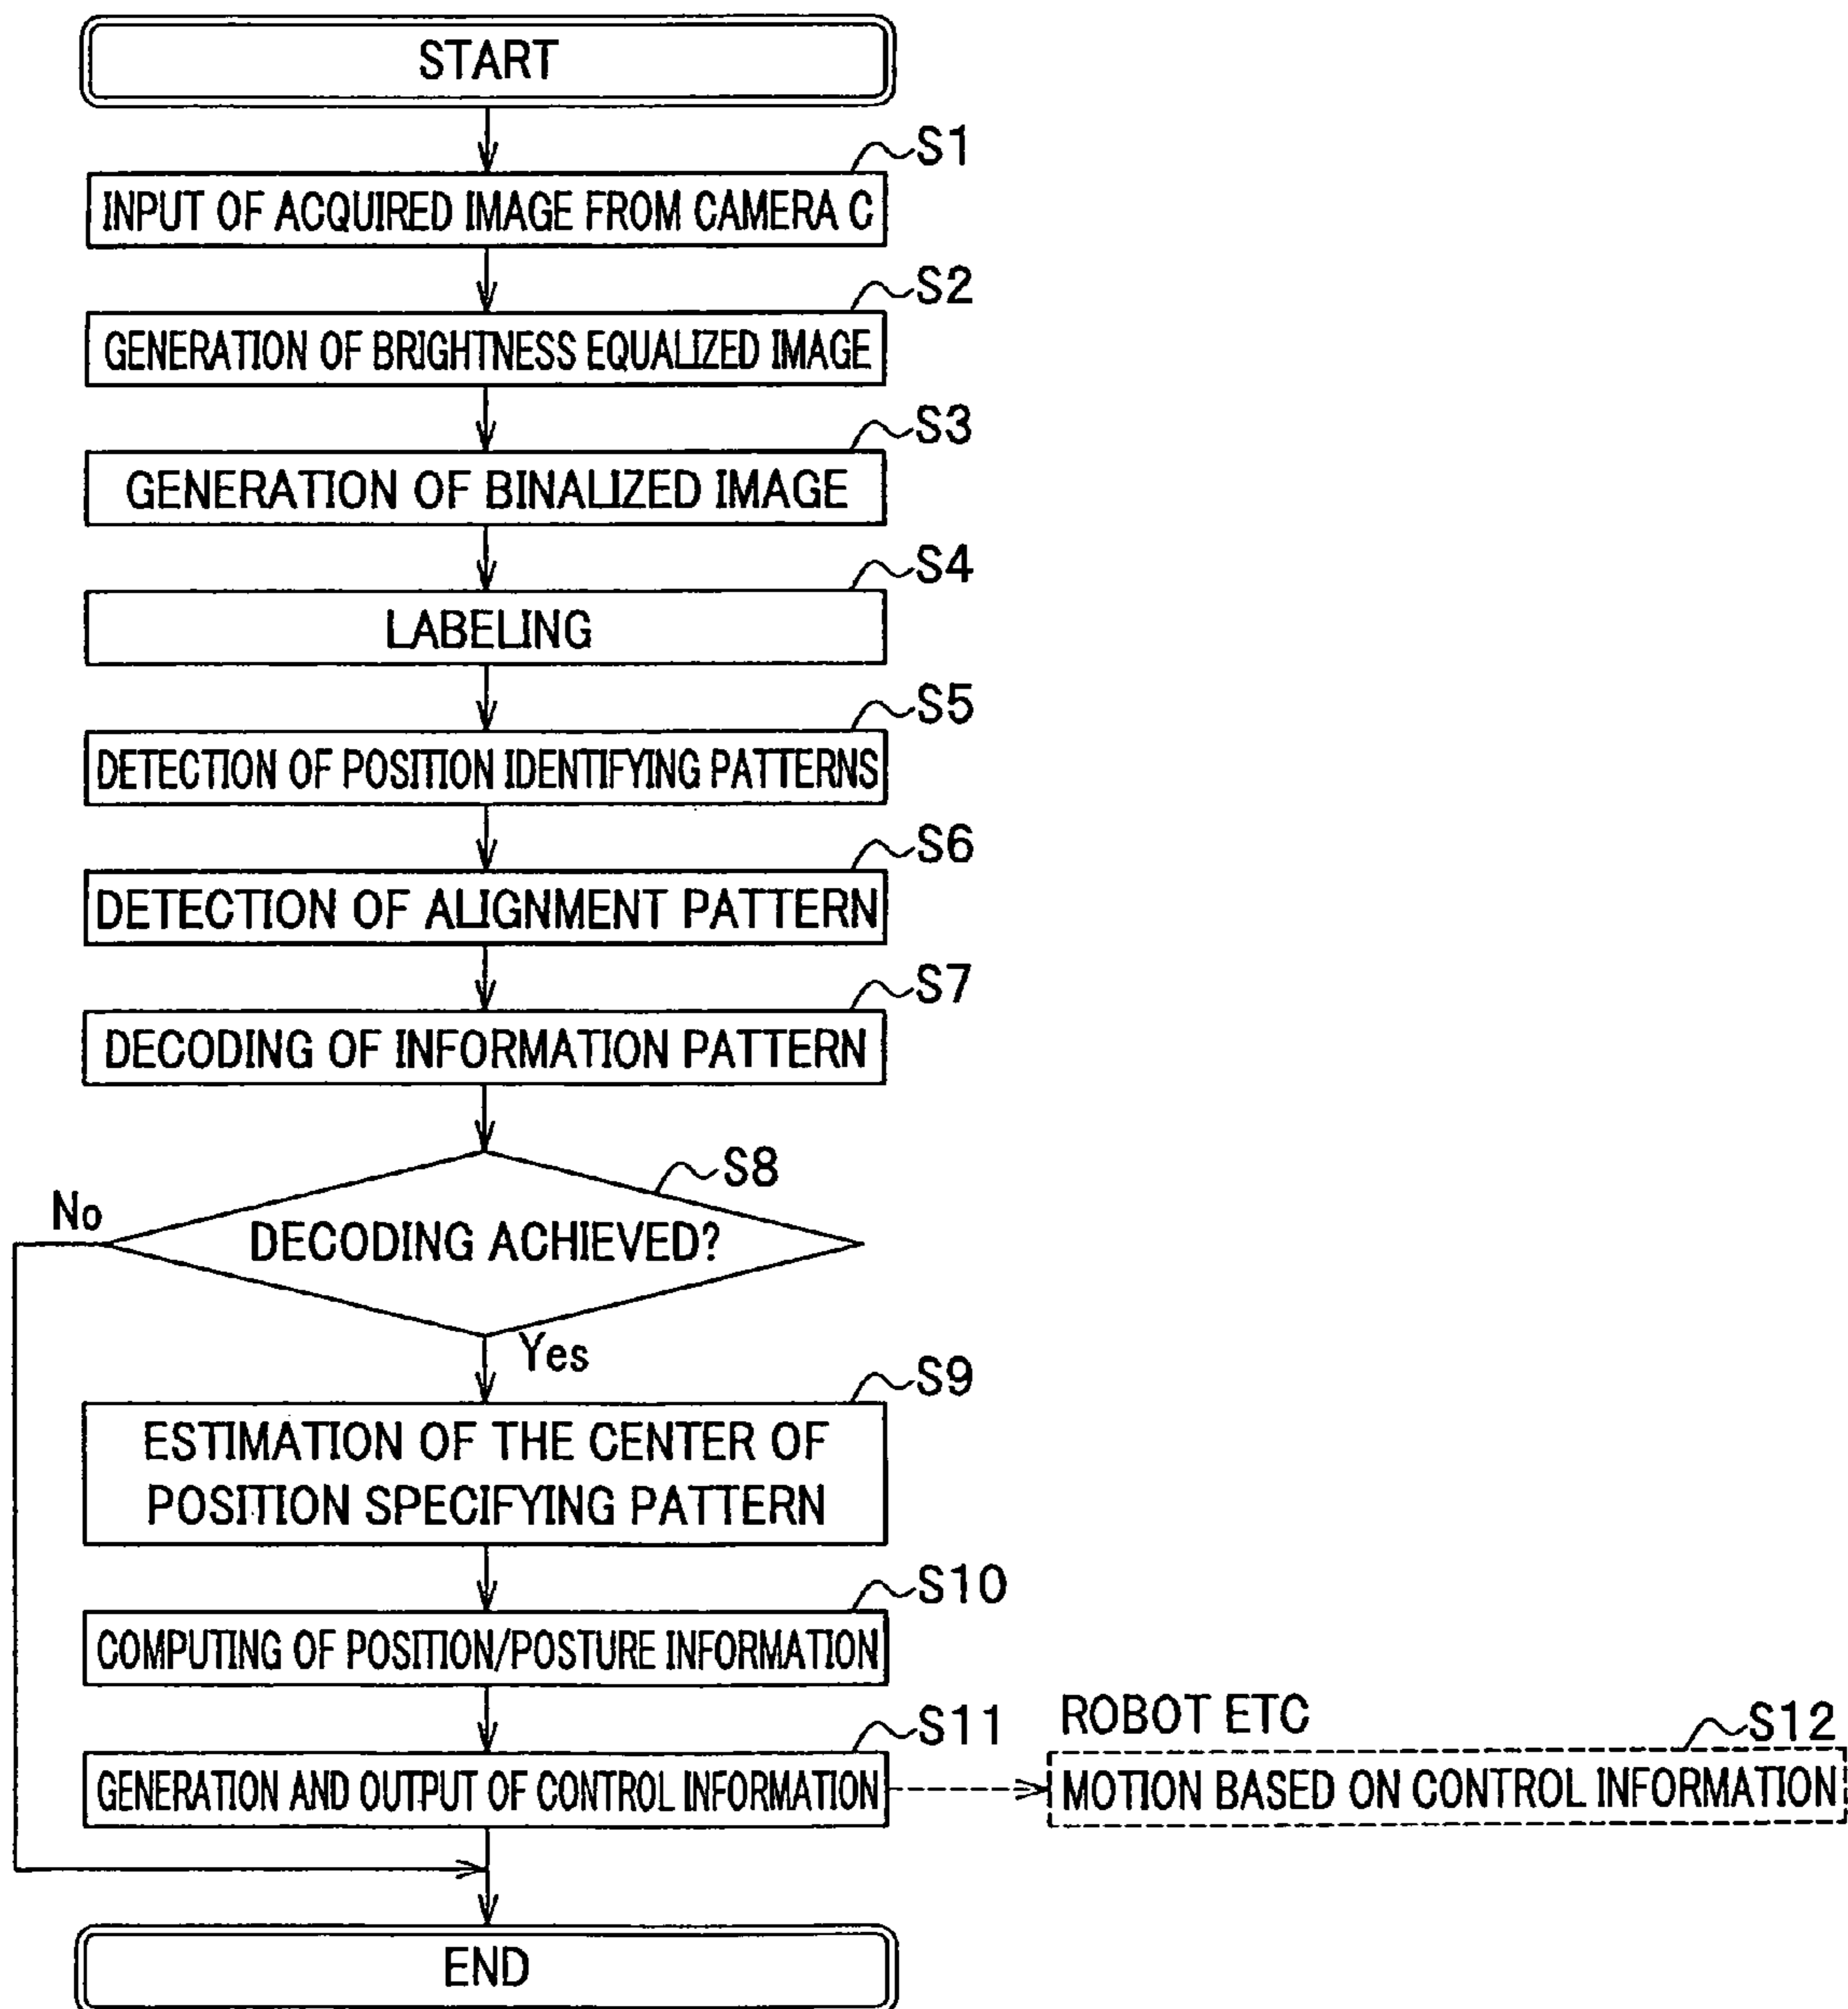 START
S1
INPUT OF ACQUIRED IMAGE FROM CAMERA C
S2
GENERATION OF BRIGHTNESS EQUALIZED IMAGE
S3
GENERATION OF BINALIZED IMAGE
S4
LABELING
S5
DETECTION OF POSITION IDENTIFYING PATTERNS
S6
DETECTION OF ALIGNMENT PATTERN
S7
DECODING OF INFORMATION PATTERN
S8
No
DECODING ACHIEVED?
Yes
S9
ESTIMATION OF THE CENTER OF
POSITION SPECIFYING PATTERN
S10
COMPUTING OF POSITION/POSTURE INFORMATION
S11
GENERATION AND OUTPUT OF CONTROL INFORMATION
ROBOT ETC
S12
MOTION BASED ON CONTROL INFORMATION
END